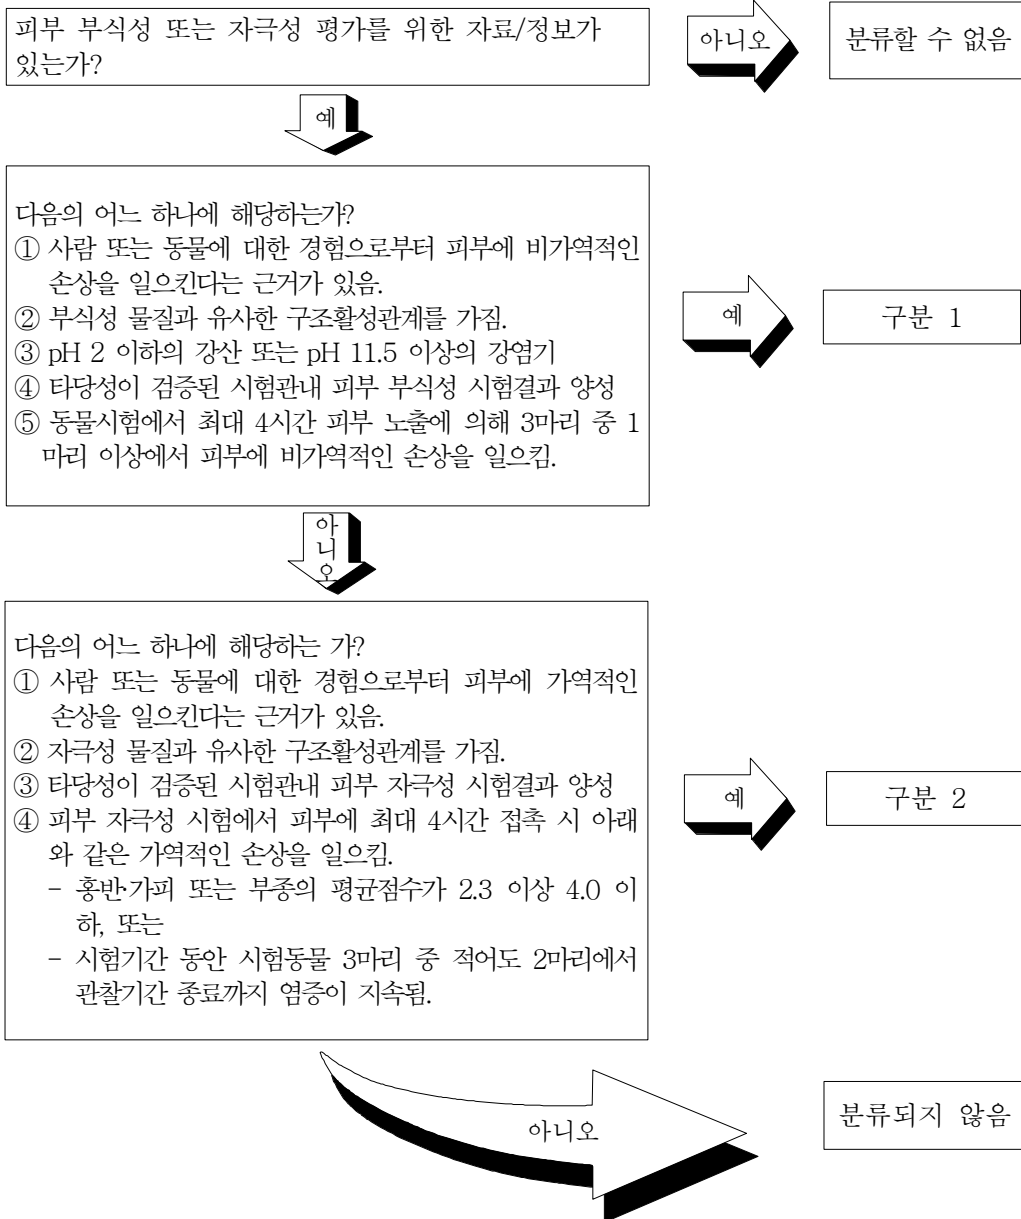 피부 부식성 또는 자극성 평가를 위한 자료/정보가
있는가?
아니오
분류할 수 없음
예
다음의 어느 하나에 해당하는가?
① 사람 또는 동물에 대한 경험으로부터 피부에 비가역적인
손상을 일으킨다는 근거가 있음.
② 부식성 물질과 유사한 구조활성관계를 가짐.
③ pH 2 이하의 강산 또는 pH 11.5 이상의 강염기
④ 타당성이 검증된 시험관내 피부 부식성 시험결과 양성
⑤ 동물시험에서 최대 4시간 피부 노출에 의해 3마리 중 1
마리 이상에서 피부에 비가역적인 손상을 일으킴.
예
구분 1
아
니
오
다음의 어느 하나에 해당하는 가?
① 사람 또는 동물에 대한 경험으로부터 피부에 가역적인
손상을 일으킨다는 근거가 있음.
② 자극성 물질과 유사한 구조활성관계를 가짐.
③ 타당성이 검증된 시험관내 피부 자극성 시험결과 양성
④ 피부 자극성 시험에서 피부에 최대 4시간 접촉 시 아래
와 같은 가역적인 손상을 일으킴.
- 홍반·가피 또는 부종의 평균점수가 2.3 이상 4.0 이
하, 또는
- 시험기간 동안 시험동물 3마리 중 적어도 2마리에서
관찰기간 종료까지 염증이 지속됨.
예
구분 2
아니오
분류되지 않음